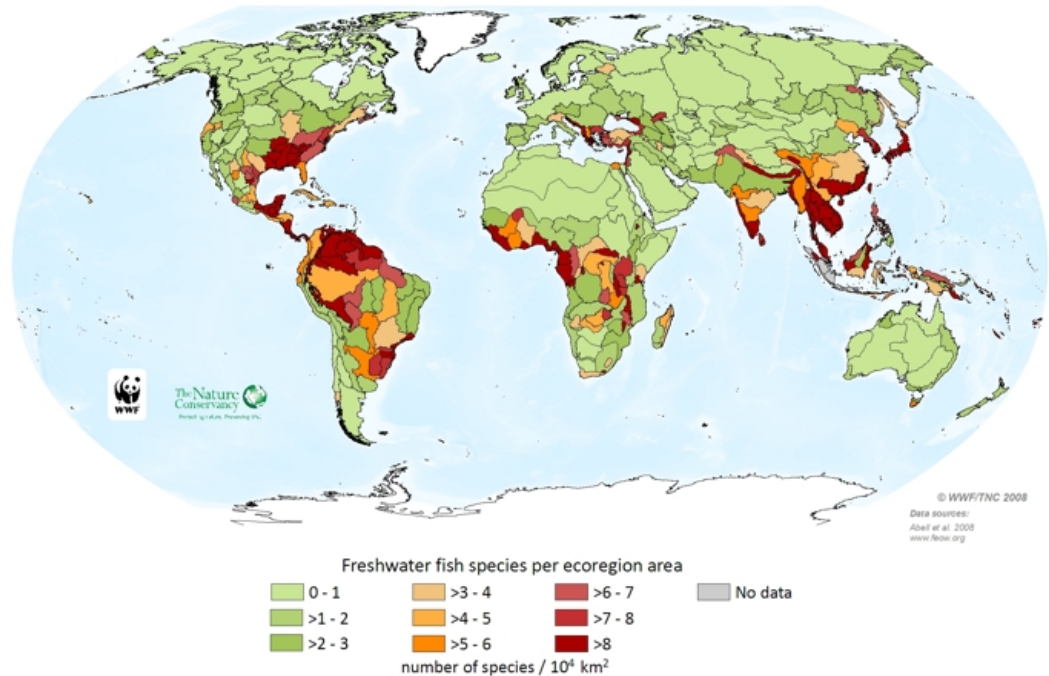 WWF
The Nature
Conservancy
© WWF/TNC 2008
Data sources:
Abell et al. 2008
www.feow.org
Freshwater fish species per ecoregion area
0 - 1
>3 - 4
>6 - 7
No data
>1 - 2
>4 - 5
>7 - 8
>2 - 3
>5 - 6
>8
number of species / 10⁴ km²